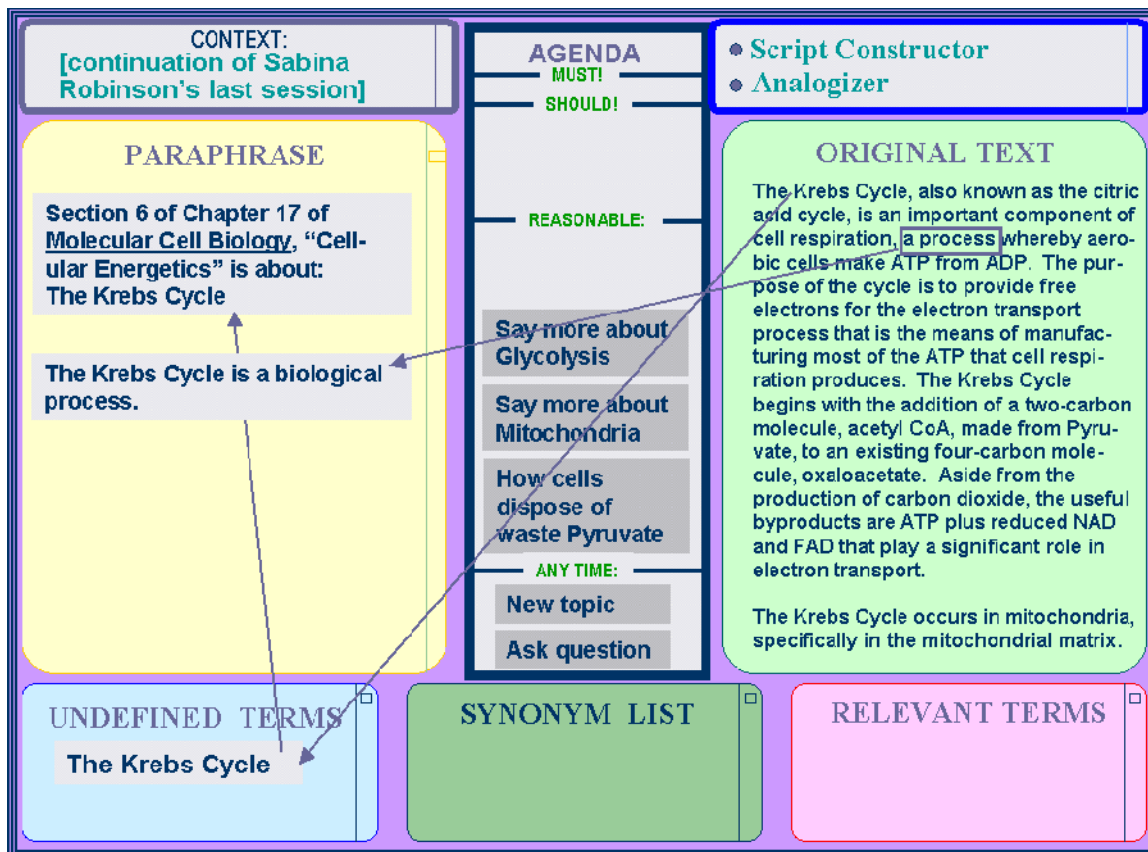 CONTEXT:
[continuation of Sabina
Robinson's last session]
AGENDA
MUST!
SHOULD!
REASONABLE:
Say more about
Glycolysis
Say more about
Mitochondria
How cells
dispose of
waste Pyruvate
ANY TIME:
New topic
Ask question
Script Constructor
Analogizer
PARAPHRASE
Section 6 of Chapter 17 of
Molecular Cell Biology, “Cell-
ular Energetics” is about:
The Krebs Cycle
The Krebs Cycle is a biological
process.
ORIGINAL TEXT
The Krebs Cycle, also known as the citric
acid cycle, is an important component of
cell respiration, a process whereby aero-
bic cells make ATP from ADP. The pur-
pose of the cycle is to provide free
electrons for the electron transport
process that is the means of manufac-
turing most of the ATP that cell respi-
ration produces. The Krebs Cycle
begins with the addition of a two-carbon
molecule, acetyl CoA, made from Pyru-
vate, to an existing four-carbon mole-
cule, oxaloacetate. Aside from the
production of carbon dioxide, the useful
byproducts are ATP plus reduced NAD
and FAD that play a significant role in
electron transport.
The Krebs Cycle occurs in mitochondria,
specifically in the mitochondrial matrix.
UNDEFINED TERMS
The Krebs Cycle
SYNONYM LIST
RELEVANT TERMS